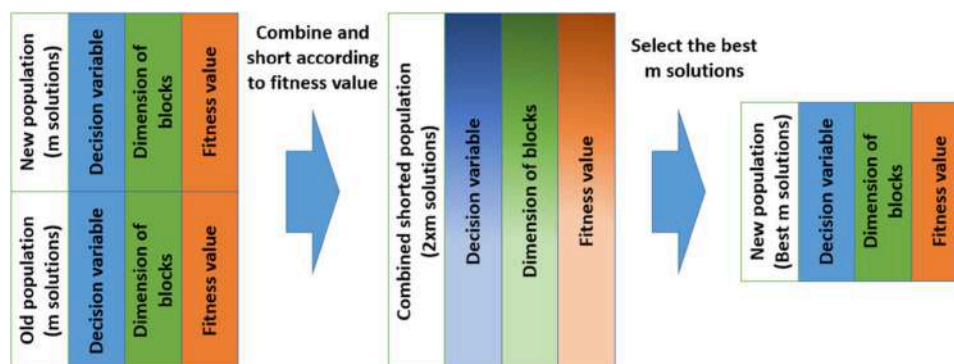 New population
(m solutions)
Decision variable
Dimension of
blocks
Fitness value
Old population
(m solutions)
Decision variable
Dimension of
blocks
Fitness value
Combine and
short according
to fitness value
Combined shorted population
(2xm solutions)
Decision variable
Dimension of blocks
Fitness value
Select the best
m solutions
New population
(Best m solutions)
Decision variable
Dimension of
blocks
Fitness value